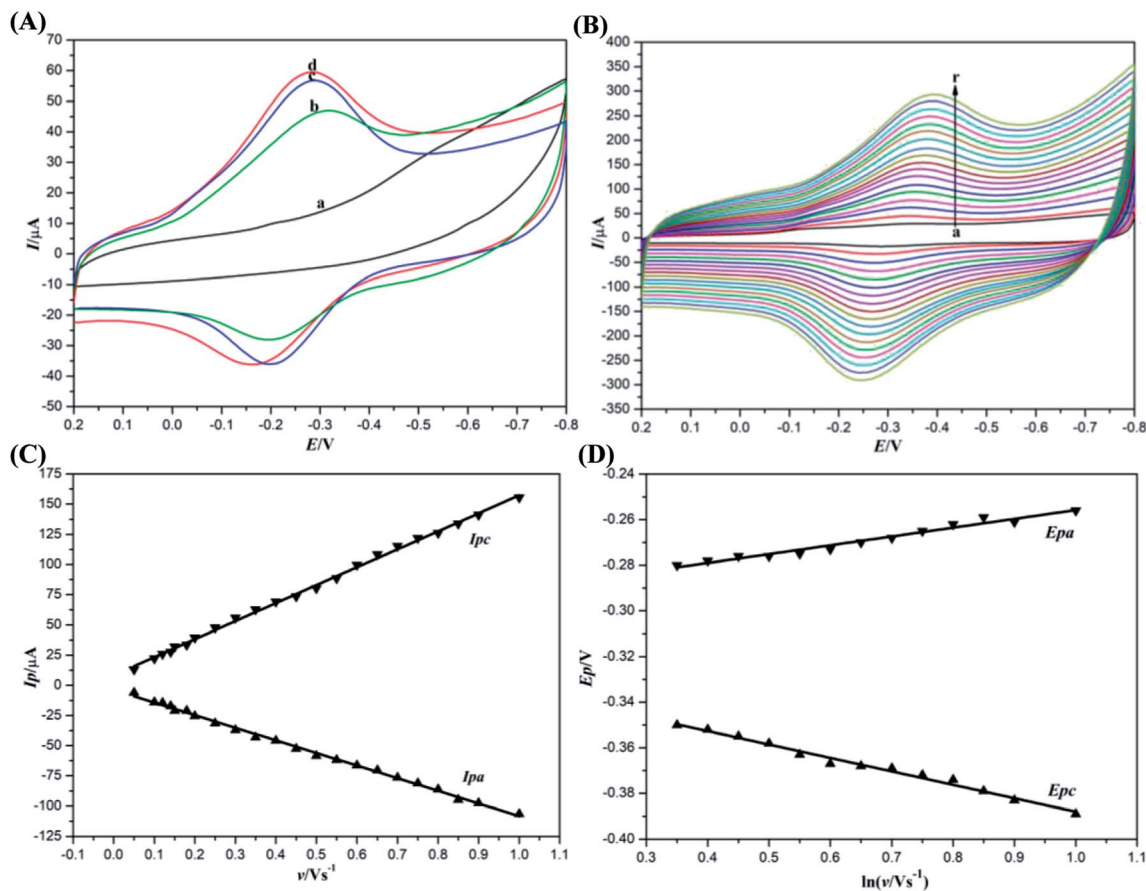 (A)
70
60
50
40
30
20
10
0
-10
-20
-30
-40
-50
I/μA
d
c
b
a
0.2 0.1 0.0 -0.1 -0.2 -0.3 -0.4 -0.5 -0.6 -0.7 -0.8
E/V
(B)
400
350
300
250
200
150
100
50
0
-50
-100
-150
-200
-250
-300
-350
I/μA
r
a
0.2 0.1 0.0 -0.1 -0.2 -0.3 -0.4 -0.5 -0.6 -0.7 -0.8
E/V
(C)
175
150
125
100
75
50
25
0
-25
-50
-75
-100
-125
Ip/μA
Ipc
Ipa
-0.1 0.0 0.1 0.2 0.3 0.4 0.5 0.6 0.7 0.8 0.9 1.0 1.1
v/Vs⁻¹
(D)
-0.24
-0.26
-0.28
-0.30
-0.32
-0.34
-0.36
-0.38
-0.40
Ep/V
Epa
Epc
0.3 0.4 0.5 0.6 0.7 0.8 0.9 1.0 1.1
ln(v/Vs⁻¹)